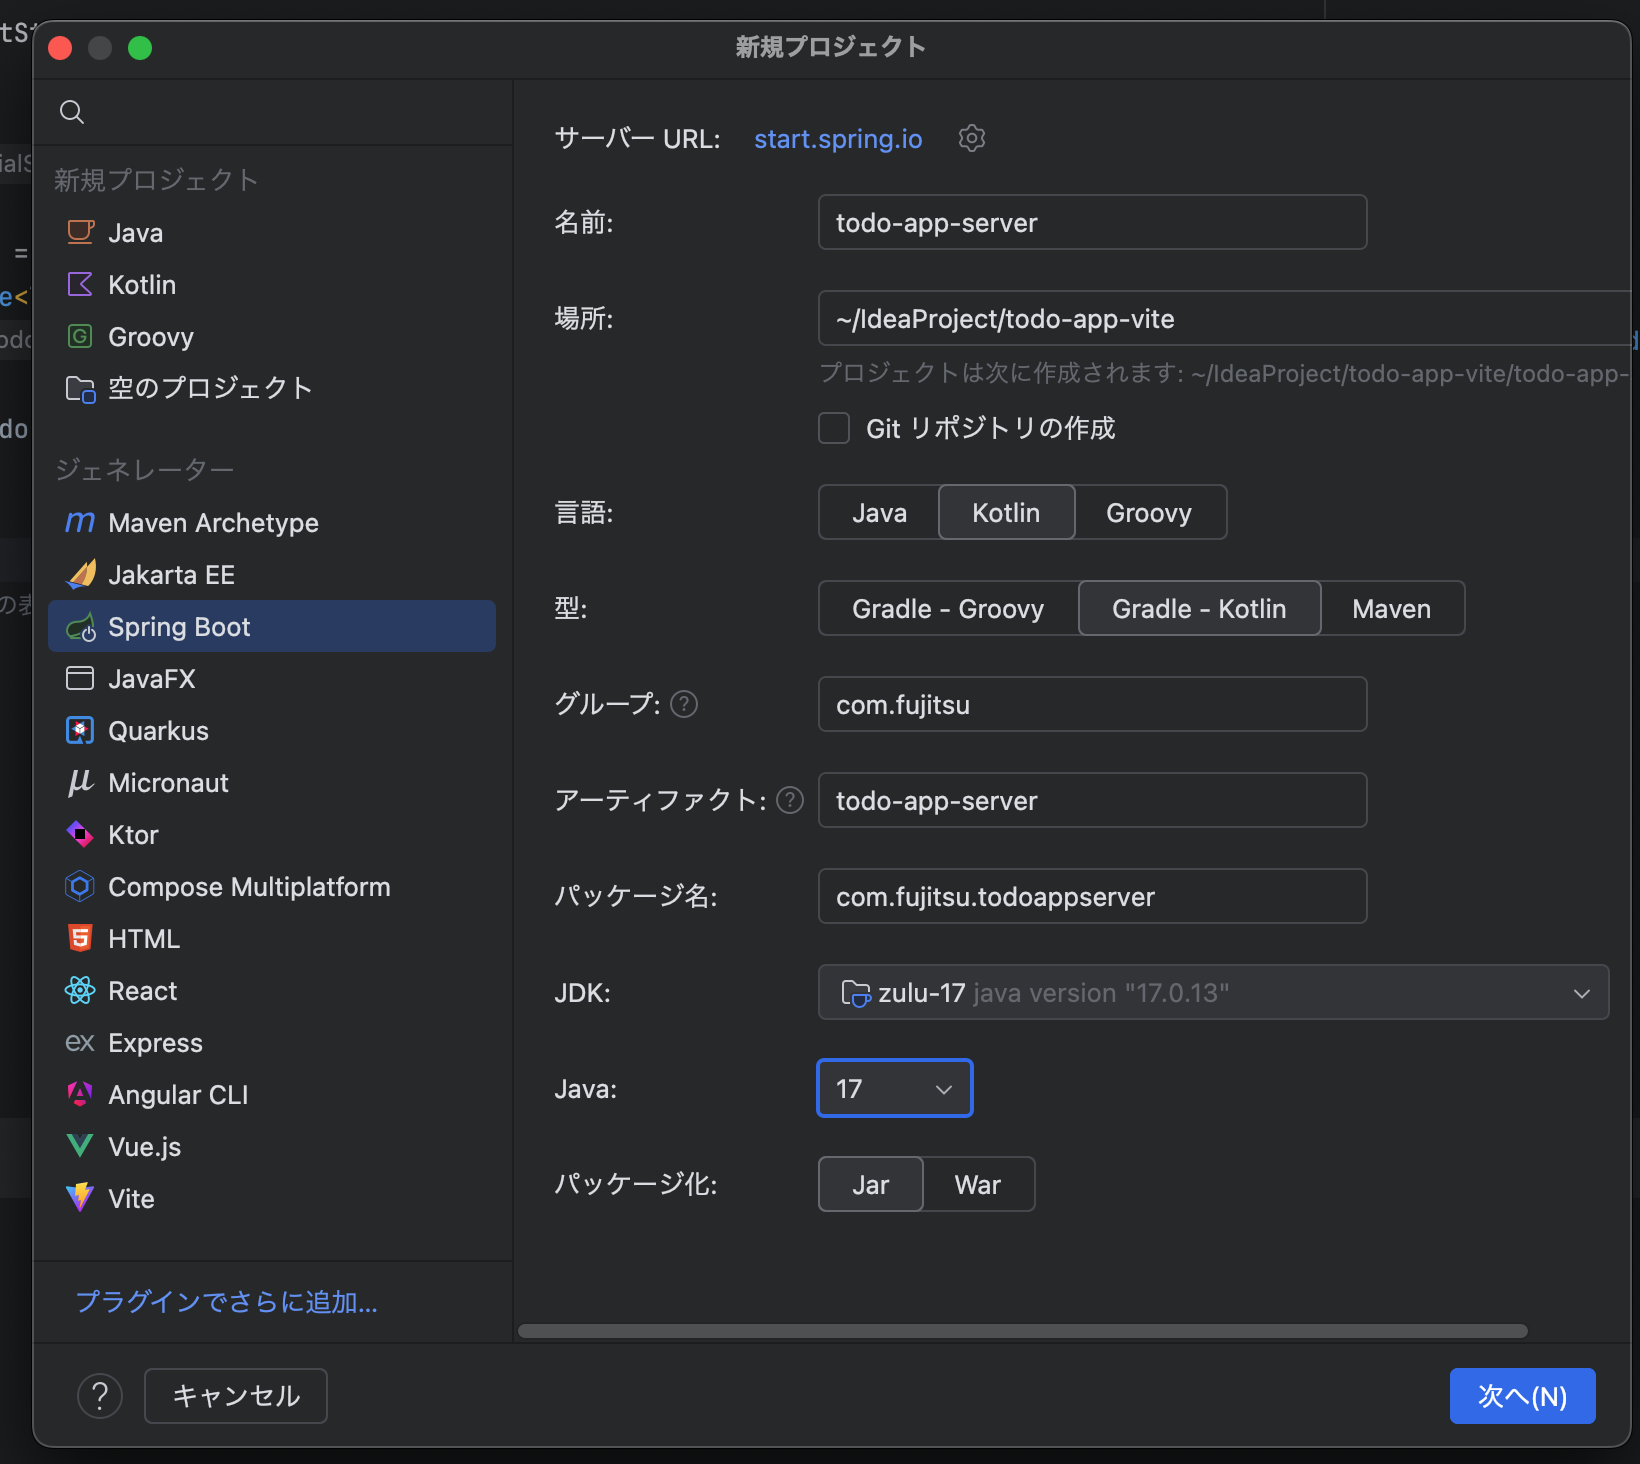 新規プロジェクト
新規プロジェクト
Java
Kotlin
Groovy
空のプロジェクト
ジェネレーター
Maven Archetype
Jakarta EE
Spring Boot
JavaFX
Quarkus
Micronaut
Ktor
Compose Multiplatform
HTML
React
Express
Angular CLI
Vue.js
Vite
プラグインでさらに追加...
サーバー URL: start.spring.io
名前: todo-app-server
場所: ~/IdeaProject/todo-app-vite
プロジェクトは次に作成されます: ~/IdeaProject/todo-app-vite/todo-app-
Git リポジトリの作成
言語: Java Kotlin Groovy
型: Gradle - Groovy Gradle - Kotlin Maven
グループ: ? com.fujitsu
アーティファクト: ? todo-app-server
パッケージ名: com.fujitsu.todoappserver
JDK: zulu-17 java version "17.0.13"
Java: 17
パッケージ化: Jar War
? キャンセル 次へ(N)